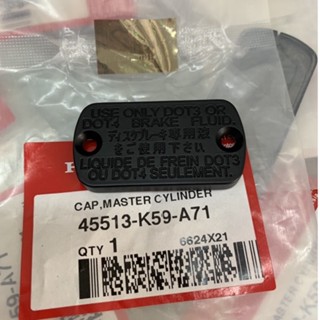 USE ONLY DOT3 OR
DOT4 BRAKE FLUID.
ディスクブレーキ専用液
をご使用下さい
LIQUIDE DE FREIN DOT3
OU DOT4 SEULEMENT.
CAP,MASTER CYLINDER
45513-K59-A71
QTY 1 6624X21